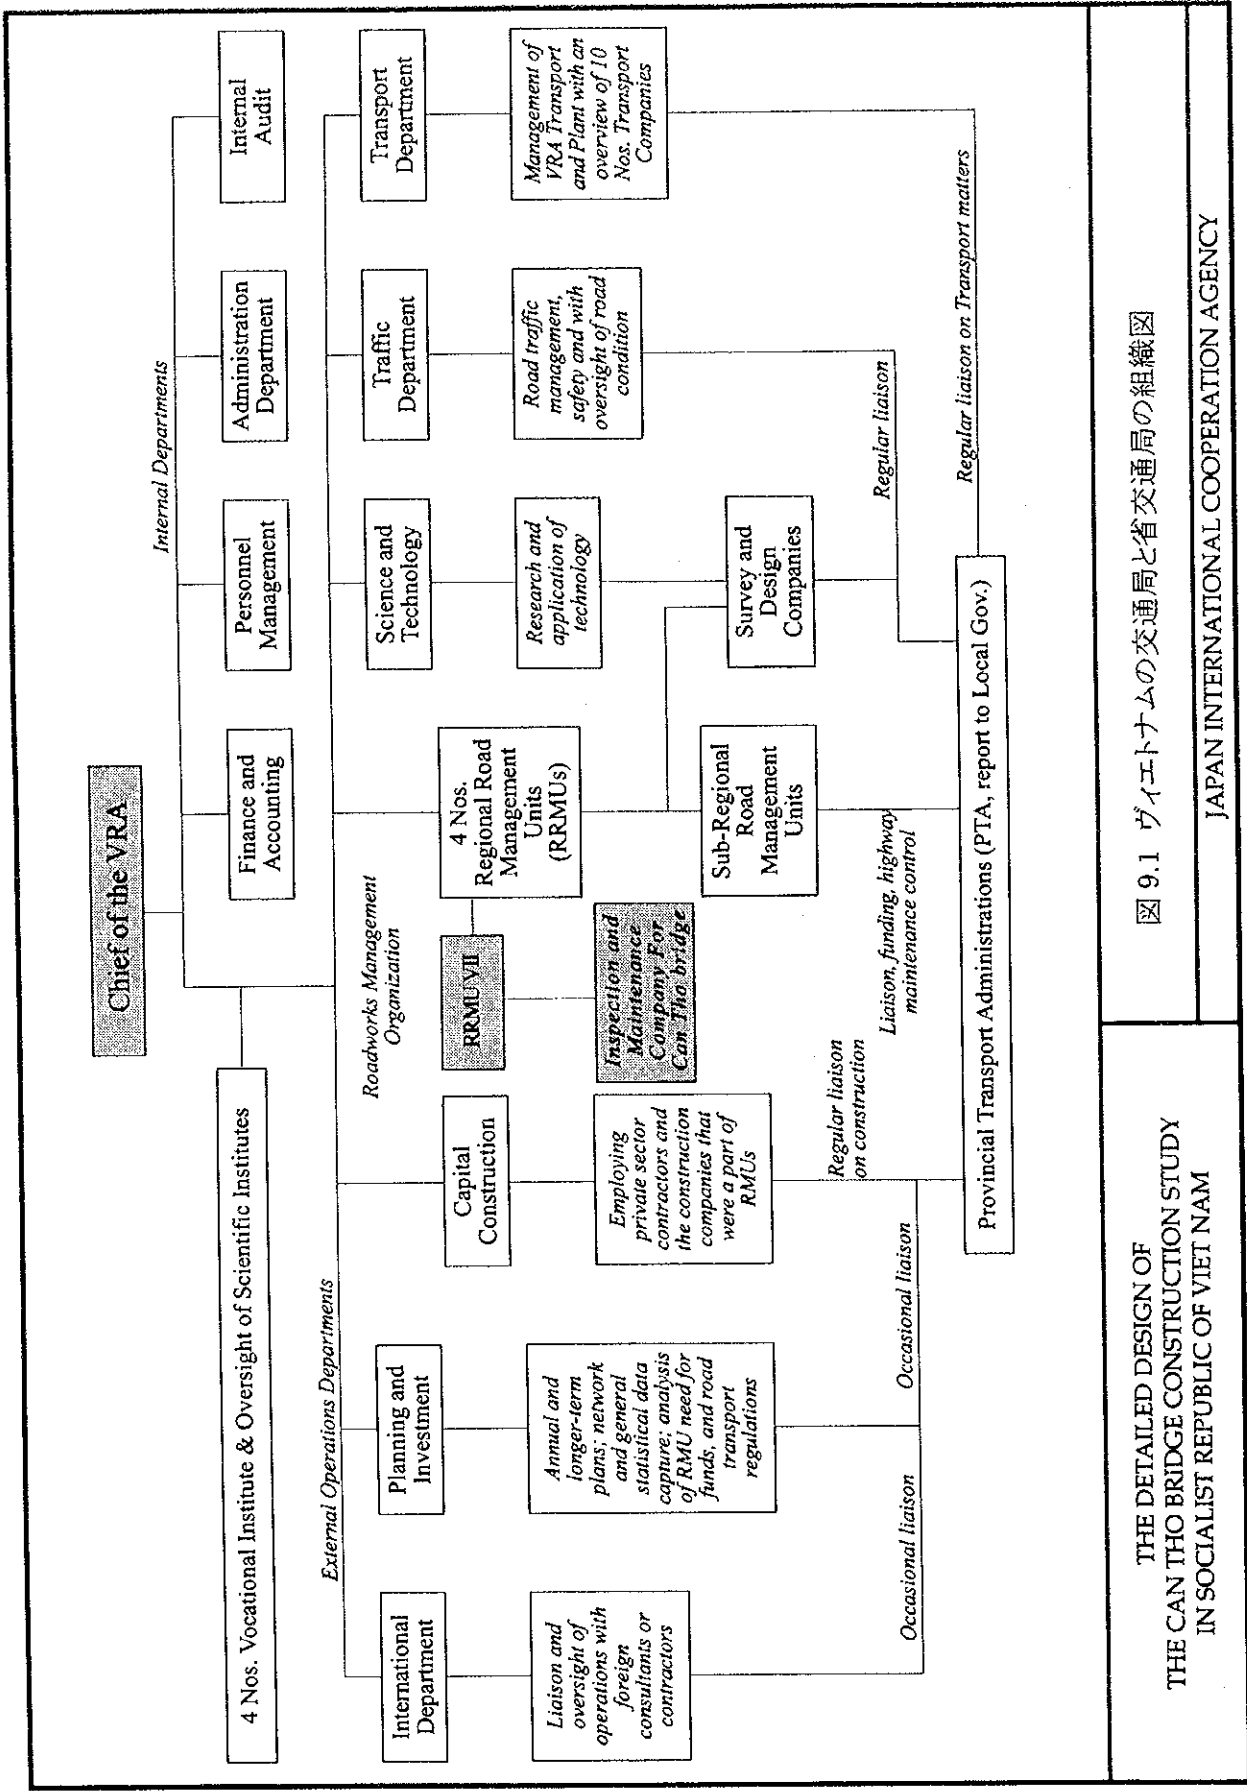 Chief of the VRA
4 Nos. Vocational Institute & Oversight of Scientific Institutes
Internal Departments
Finance and
Accounting
Personnel
Management
Administration
Department
Internal
Audit
External Operations Departments
Roadworks Management
Organization
International
Department
Planning and
Investment
Capital
Construction
RRMU VII
4 Nos.
Regional Road
Management
Units
(RRMUs)
Science and
Technology
Traffic
Department
Transport
Department
Liaison and
oversight of
operations with
foreign
consultants or
contractors
Annual and
longer-term
plans; network
and general
statistical data
capture; analysis
of RMU need for
funds, and road
transport
regulations
Employing
private sector
contractors and
the construction
companies that
were a part of
RMUs
Inspection and
Maintenance
Company For
Can Tho bridge
Research and
application of
technology
Road traffic
management,
safety and with
oversight of road
condition
Management of
VRA Transport
and Plant with an
overview of 10
Nos. Transport
Companies
Sub-Regional
Road
Management
Units
Survey and
Design
Companies
Occasional liaison
Occasional liaison
Regular liaison
on construction
Liaison, funding, highway
maintenance control
Regular liaison
Regular liaison on Transport matters
Provincial Transport Administrations (PTA, report to Local Gov.)
THE DETAILED DESIGN OF
THE CAN THO BRIDGE CONSTRUCTION STUDY
IN SOCIALIST REPUBLIC OF VIET NAM
図 9.1 ヴィエトナムの交通局と省交通局の組織図
JAPAN INTERNATIONAL COOPERATION AGENCY